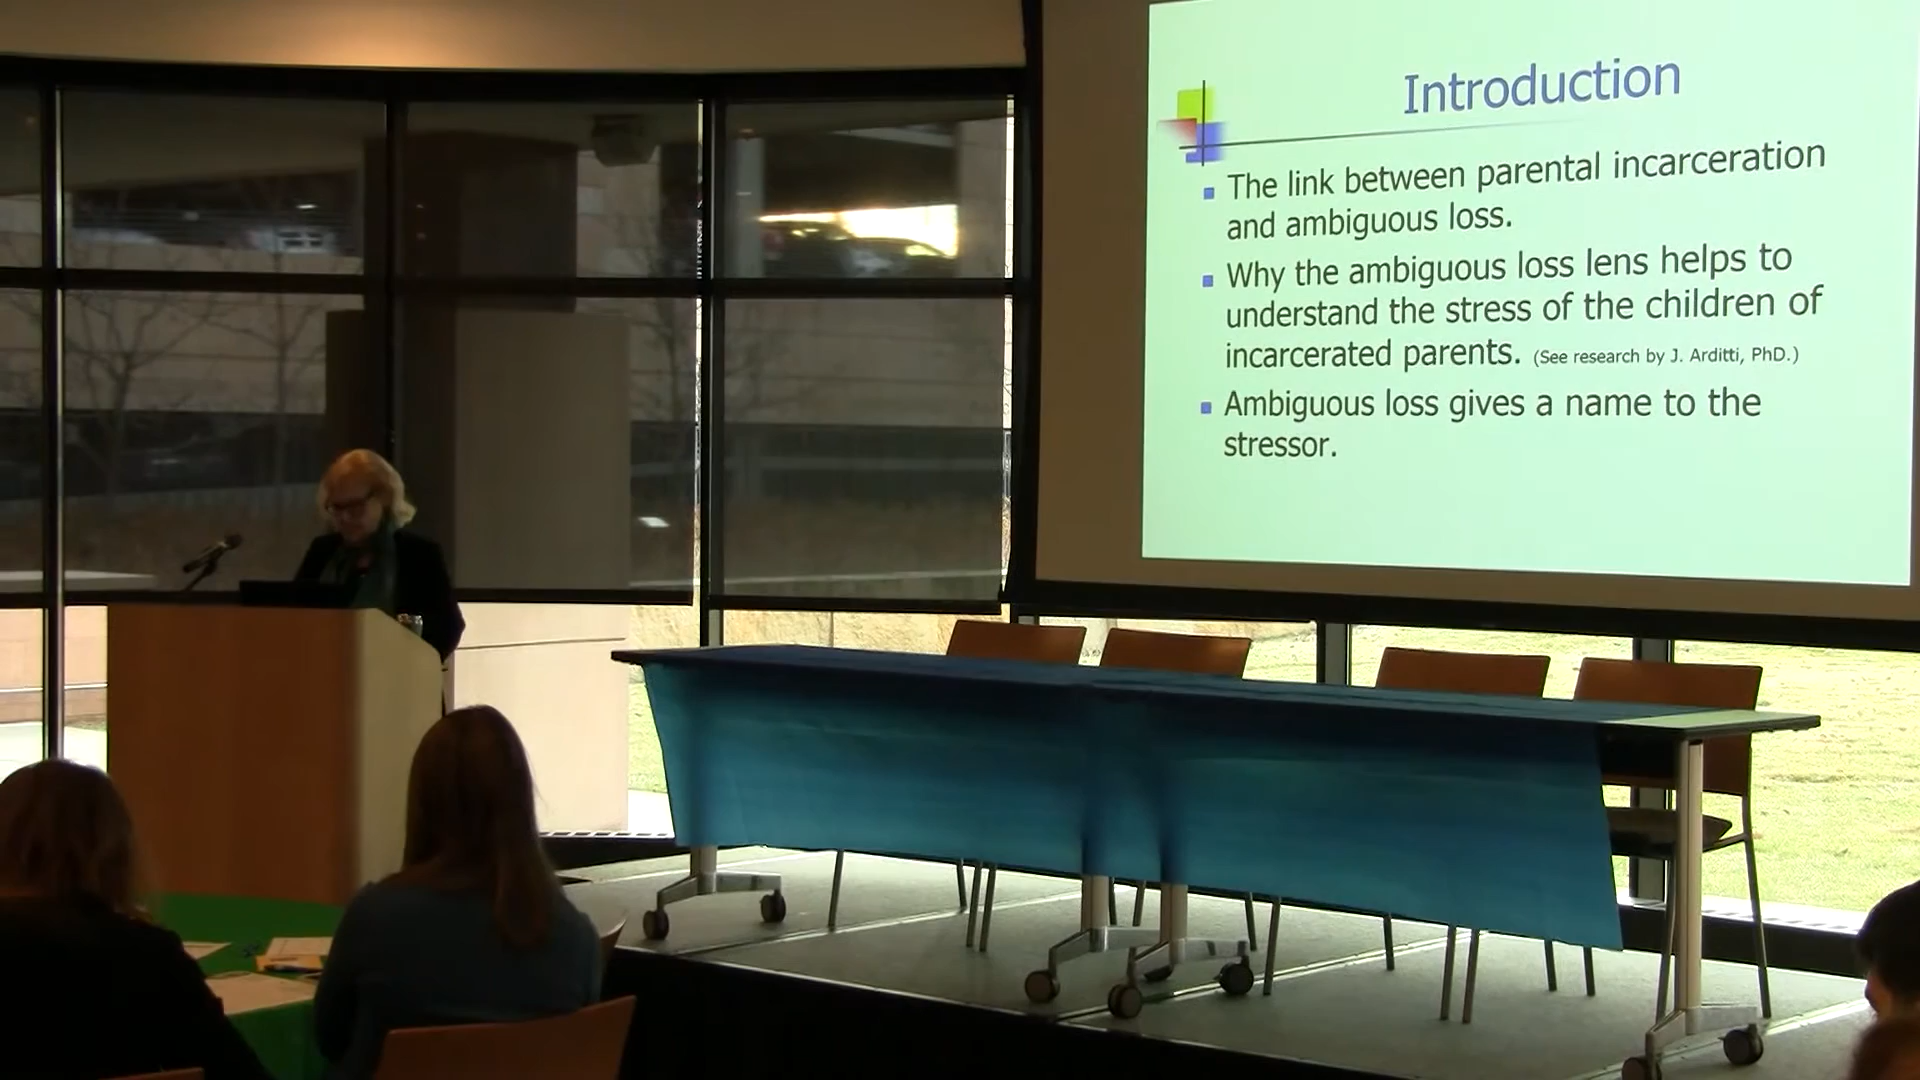 Introduction
The link between parental incarceration
and ambiguous loss.
Why the ambiguous loss lens helps to
understand the stress of the children of
incarcerated parents. (See research by J. Arditti, PhD.)
Ambiguous loss gives a name to the
stressor.